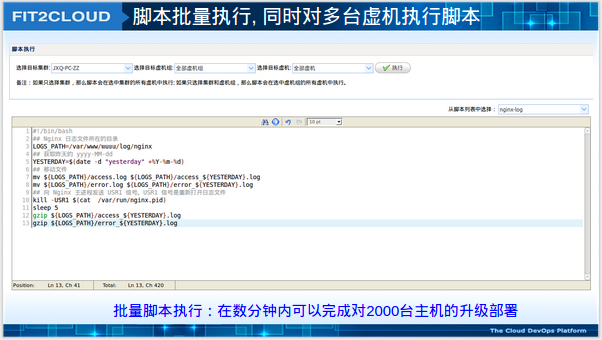 FIT2CLOUD 脚本批量执行, 同时对多台虚机执行脚本
脚本执行
选择目标集群: JXQ-PC-ZZ 选择目标虚机组: 全部虚机组 选择目标虚机: 全部虚机 执行
备注：如果只选择集群，那么脚本会在选中集群的所有虚机中执行; 如果只选择集群和虚机组，那么脚本会在选中虚机组的所有虚机中执行。
从脚本列表中选择： nginx-log
10 pt
1 #!/bin/bash
2 ## Nginx 日志文件所在的目录
3 LOGS_PATH=/var/www/wuuu/log/nginx
4 ## 获取昨天的 yyyy-MM-dd
5 YESTERDAY=$(date -d "yesterday" +%Y-%m-%d)
6 ## 移动文件
7 mv ${LOGS_PATH}/access.log ${LOGS_PATH}/access_${YESTERDAY}.log
8 mv ${LOGS_PATH}/error.log ${LOGS_PATH}/error_${YESTERDAY}.log
9 ## 向 Nginx 主进程发送 USR1 信号, USR1 信号是重新打开日志文件
10 kill -USR1 $(cat  /var/run/nginx.pid)
11 sleep 5
12 gzip ${LOGS_PATH}/access_${YESTERDAY}.log
13 gzip ${LOGS_PATH}/error_${YESTERDAY}.log
Position: Ln 13, Ch 41 Total: Ln 13, Ch 420
批量脚本执行：在数分钟内可以完成对2000台主机的升级部署
The Cloud DevOps Platform